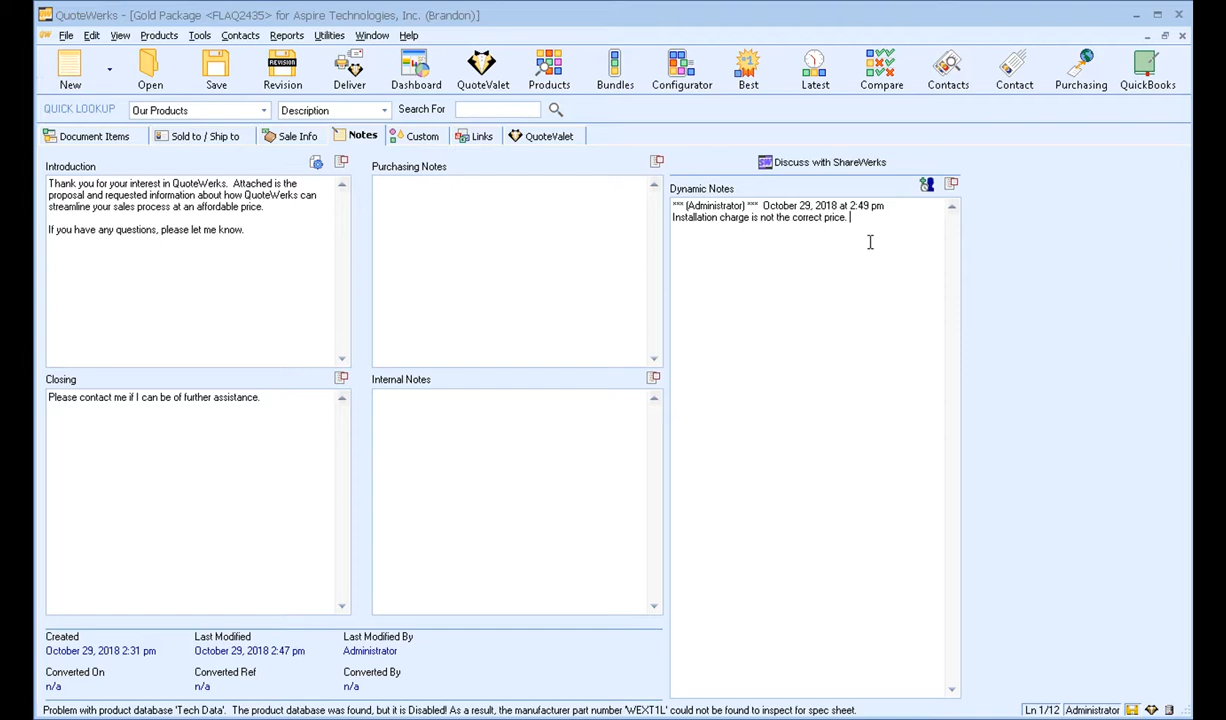 QuoteWerks - [Gold Package <FLAQ2435> for Aspire Technologies, Inc. (Brandon)]
File Edit View Products Tools Contacts Reports Utilities Window Help
REVISION #1
New Open Save Revision Deliver Dashboard QuoteValet Products Bundles Configurator Best Latest Compare Contacts Contact Purchasing QuickBooks
QUICK LOOKUP Our Products Description Search For
Document Items Sold to / Ship to Sale Info Notes Custom Links QuoteValet
Introduction
Thank you for your interest in QuoteWerks.  Attached is the
proposal and requested information about how QuoteWerks can
streamline your sales process at an affordable price.
If you have any questions, please let me know.
Purchasing Notes
SW Discuss with ShareWerks
Dynamic Notes
*** (Administrator) ***  October 29, 2018 at 2:49 pm
Installation charge is not the correct price.
Closing
Please contact me if I can be of further assistance.
Internal Notes
Created Last Modified Last Modified By
October 29, 2018 2:31 pm October 29, 2018 2:47 pm Administrator
Converted On Converted Ref Converted By
n/a n/a n/a
Problem with product database 'Tech Data'.  The product database was found, but it is Disabled! As a result, the manufacturer part number 'WEXT1L' could not be found to inspect for spec sheet. Ln 1/12 Administrator